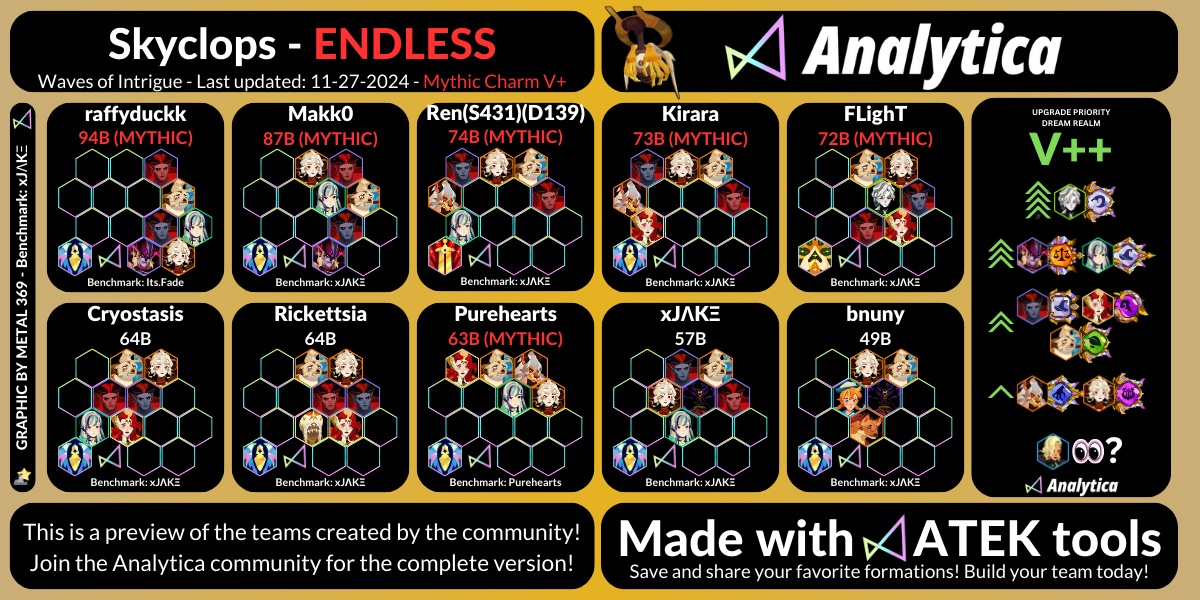 Skyclops - ENDLESS
Waves of Intrigue - Last updated: 11-27-2024 - Mythic Charm V+
Analytica
GRAPHIC BY METAL 369 - Benchmark: xJΛKΞ
raffyduckk
94B (MYTHIC)
Benchmark: Its.Fade
Makk0
87B (MYTHIC)
Benchmark: xJΛKΞ
Ren(S431)(D139)
74B (MYTHIC)
Benchmark: xJΛKΞ
Kirara
73B (MYTHIC)
Benchmark: xJΛKΞ
FLighT
72B (MYTHIC)
Benchmark: xJΛKΞ
Cryostasis
64B
Benchmark: xJΛKΞ
Rickettsia
64B
Benchmark: xJΛKΞ
Purehearts
63B (MYTHIC)
Benchmark: Purehearts
xJΛKΞ
57B
Benchmark: xJΛKΞ
bnuny
49B
Benchmark: xJΛKΞ
UPGRADE PRIORITY
DREAM REALM
V++
?
Analytica
This is a preview of the teams created by the community!
Join the Analytica community for the complete version!
Made with ATEK tools
Save and share your favorite formations! Build your team today!